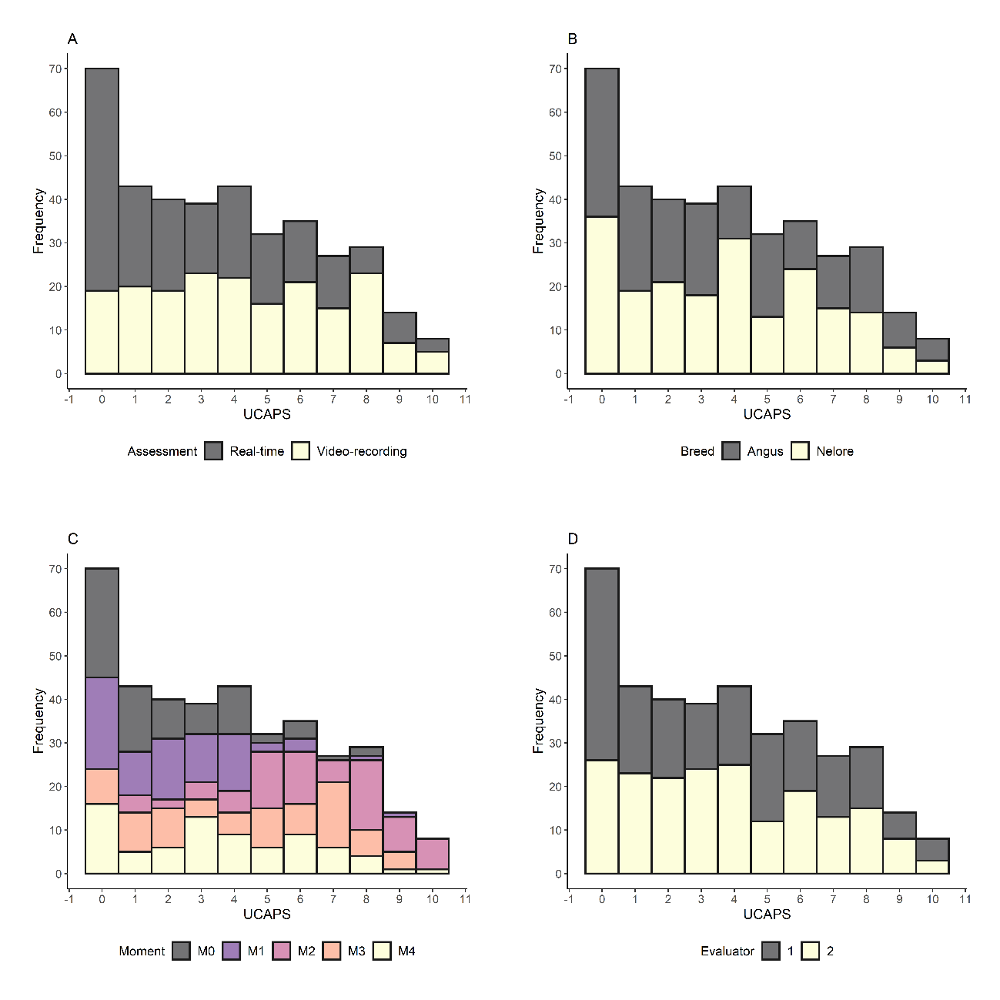 A
Frequency
70
60
50
40
30
20
10
0
-1 0 1 2 3 4 5 6 7 8 9 10 11
UCAPS
Assessment Real-time Video-recording
B
Frequency
70
60
50
40
30
20
10
0
-1 0 1 2 3 4 5 6 7 8 9 10 11
UCAPS
Breed Angus Nelore
C
Frequency
70
60
50
40
30
20
10
0
-1 0 1 2 3 4 5 6 7 8 9 10 11
UCAPS
Moment M0 M1 M2 M3 M4
D
Frequency
70
60
50
40
30
20
10
0
-1 0 1 2 3 4 5 6 7 8 9 10 11
UCAPS
Evaluator 1 2